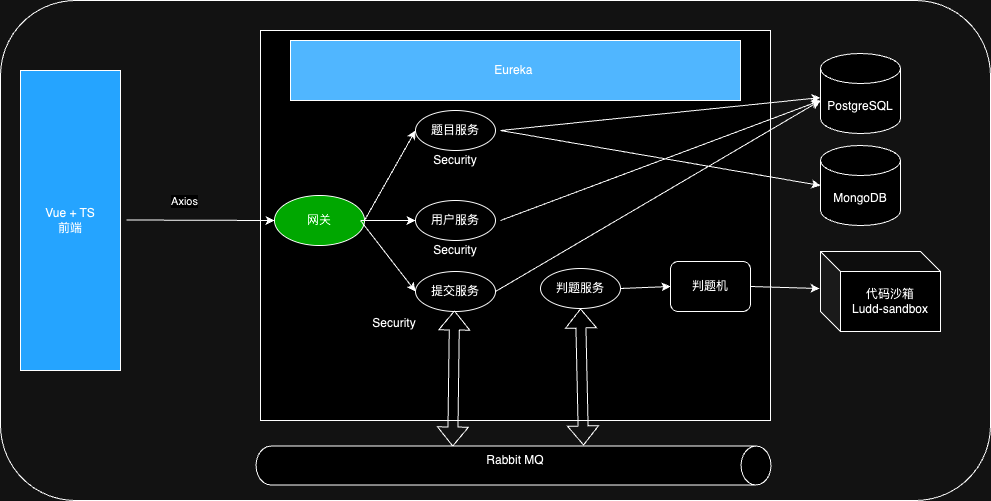 Eureka
Vue + TS
前端
Axios
网关
题目服务
Security
用户服务
Security
提交服务
Security
判题服务
判题机
PostgreSQL
MongoDB
代码沙箱
Ludd-sandbox
Rabbit MQ